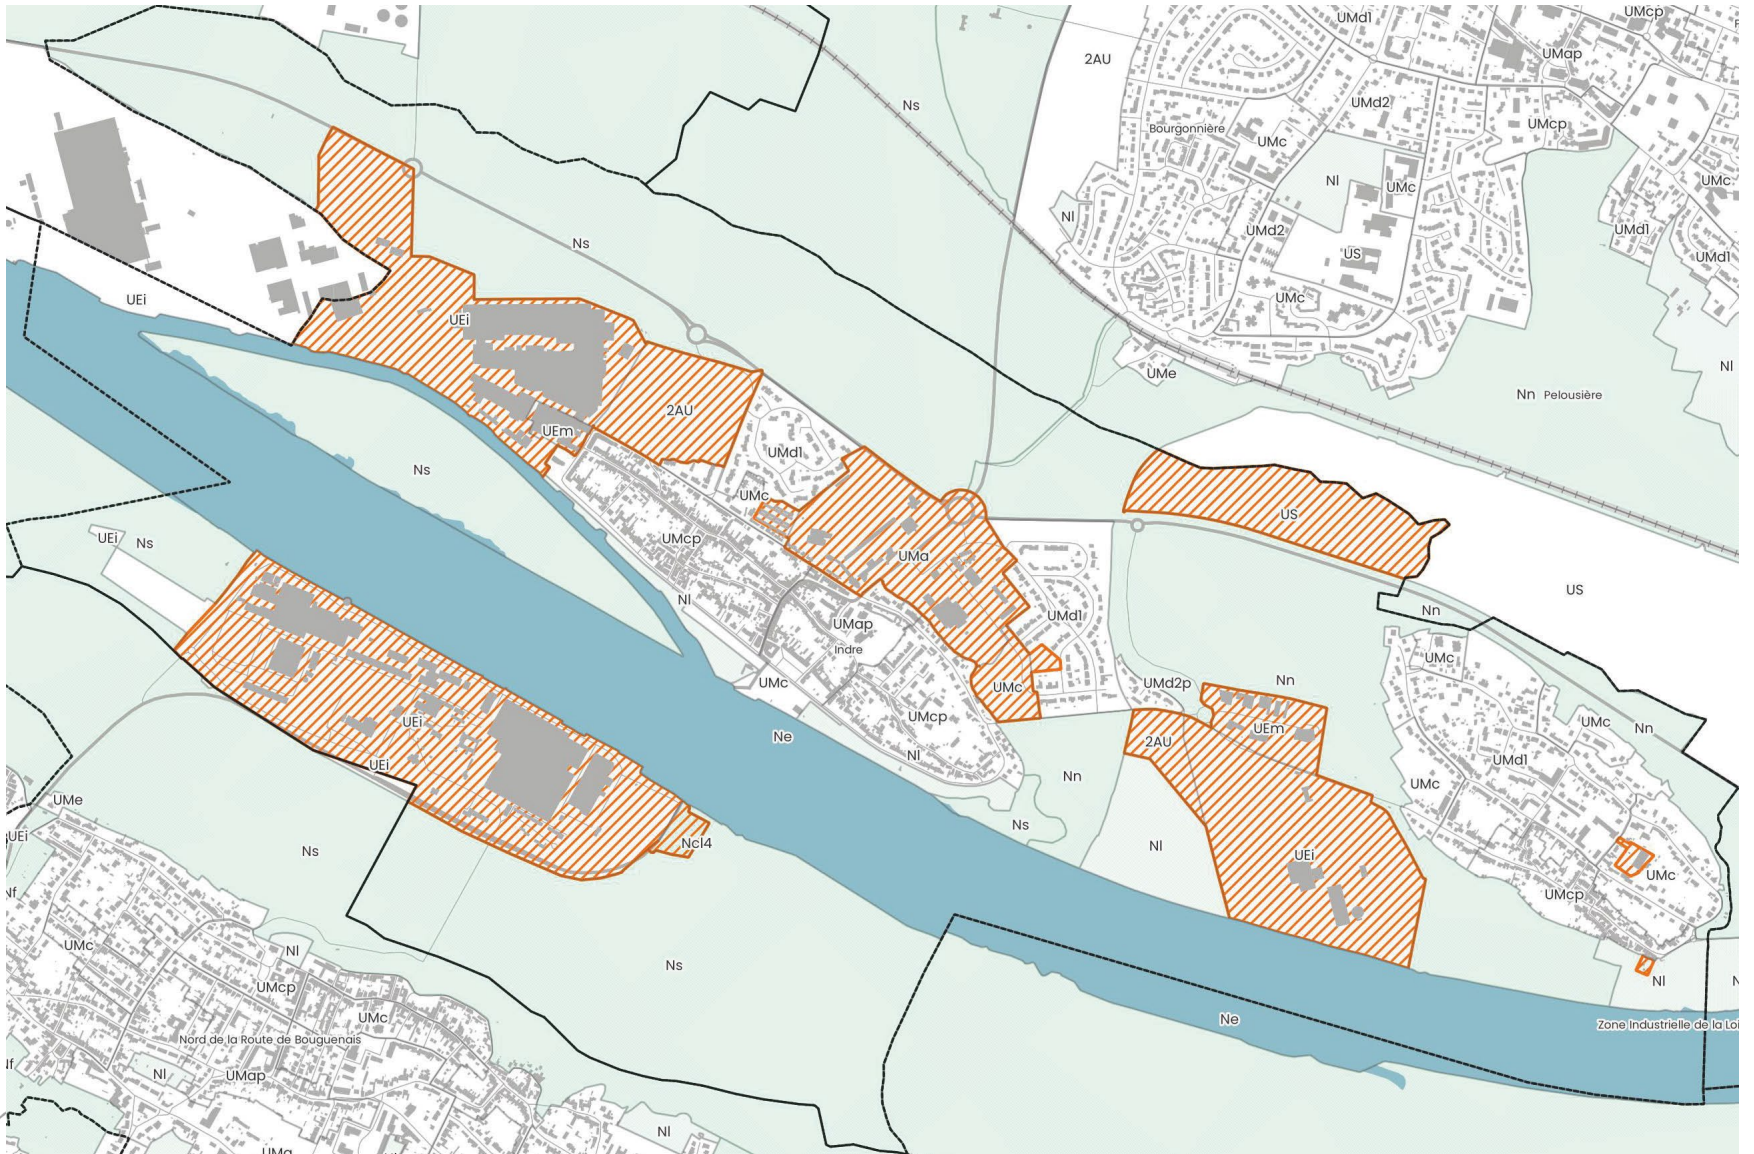 UMd1
UMcp
UMap
2AU
UMd2
Ns
UMcp
Bourgonnière
UMc
Nl
UMc
UMc
Nl
UMd2
UMd1
Ns
US
UMd1
UEi
UMc
UEi
Nl
UMe
Nn Pelousière
2AU
UEm
UMd1
Ns
UMc
US
UMcp
UEi
Ns
UMa
US
Nl
Nn
UMd1
UMap
Indre
UMc
UMc
UMc
Nn
UMd2p
UMcp
UEi
UMc
Nn
UEm
Ne
2AU
Nl
UMd1
UEi
Nn
UMc
UMe
Ns
UEi
Ncl4
Nl
Ns
UEi
UMc
Nf
UMcp
UMc
Nl
Ns
Nl
UMcp
UMc
Ne
Zone Industrielle de la Loi
Nord de la Route de Bouguenais
Nf
Nl
UMap
Nl